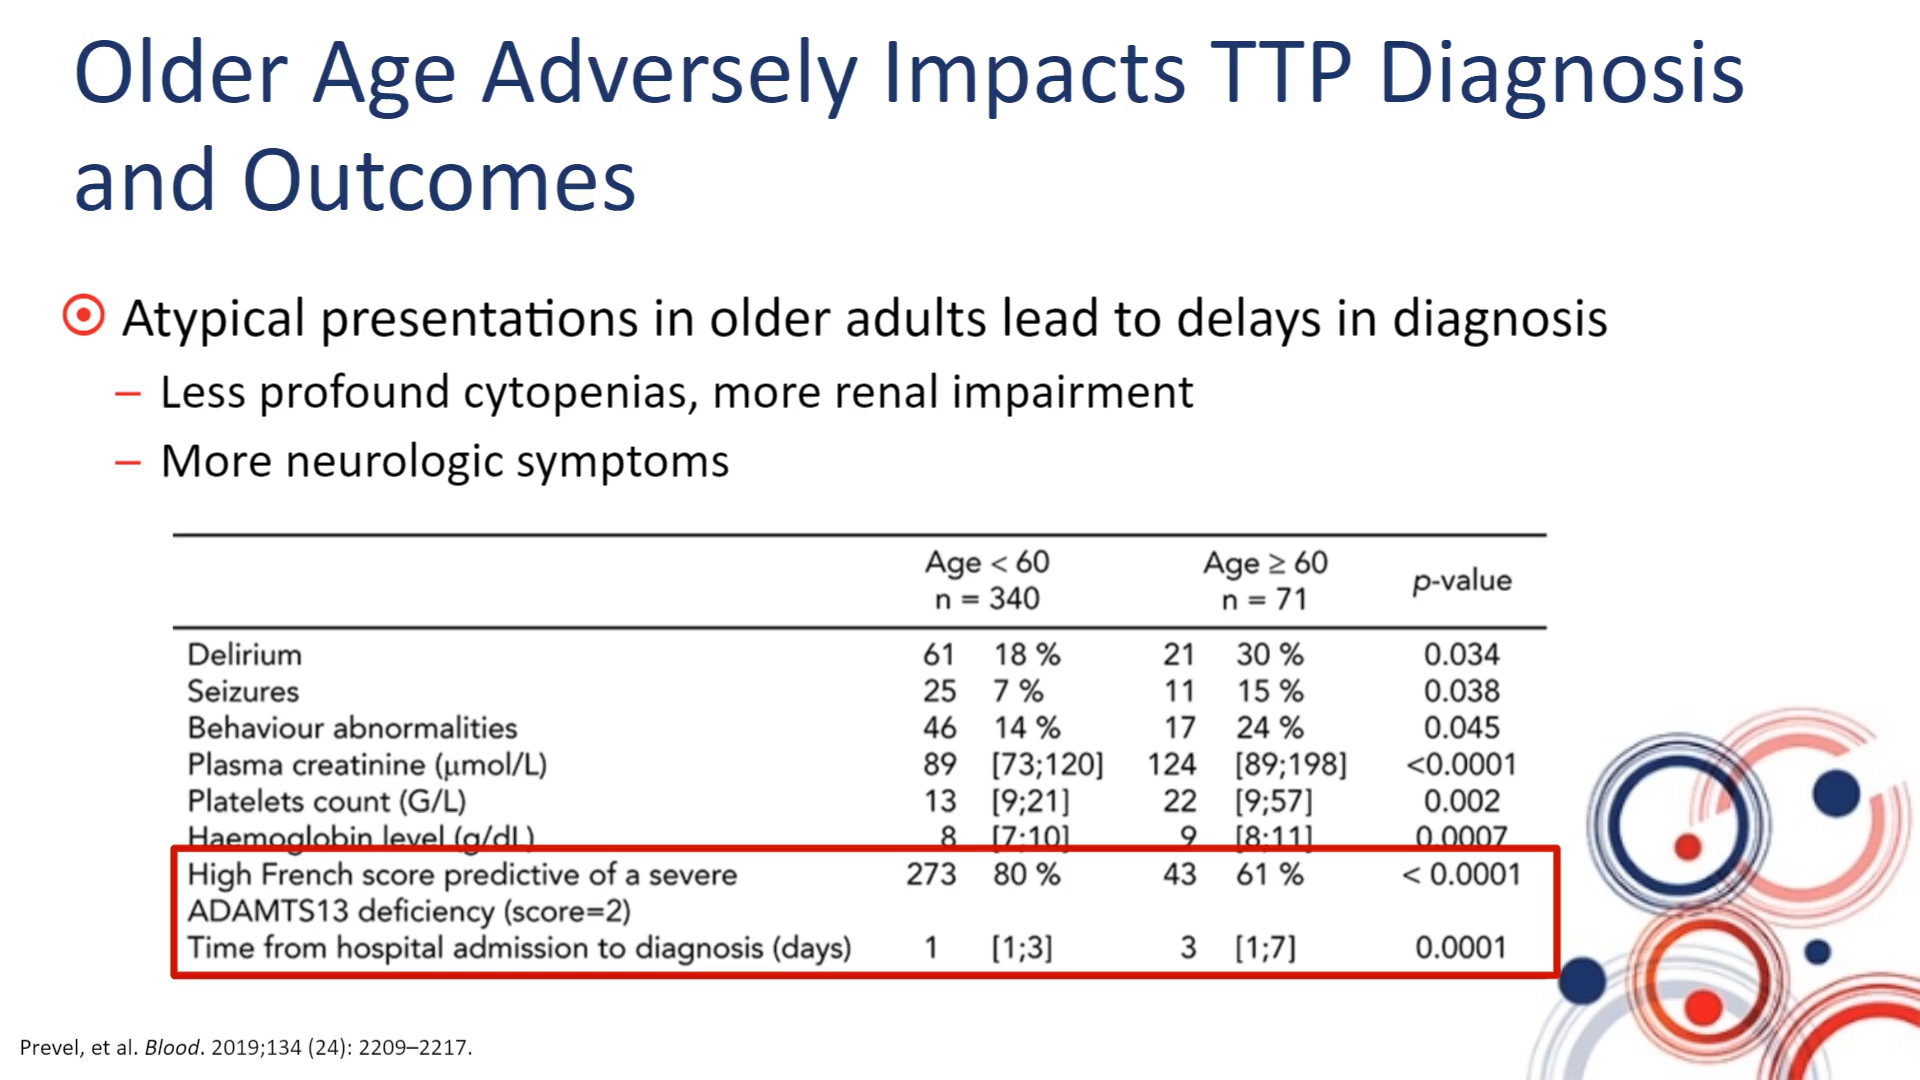 Older Age Adversely Impacts TTP Diagnosis
and Outcomes
Atypical presentations in older adults lead to delays in diagnosis
– Less profound cytopenias, more renal impairment
– More neurologic symptoms
Age < 60 Age ≥ 60 p-value
n = 340 n = 71
Delirium 61 18 % 21 30 % 0.034
Seizures 25 7 % 11 15 % 0.038
Behaviour abnormalities 46 14 % 17 24 % 0.045
Plasma creatinine (μmol/L) 89 [73;120] 124 [89;198] <0.0001
Platelets count (G/L) 13 [9;21] 22 [9;57] 0.002
Haemoglobin level (g/dL) 8 [7;10] 9 [8;11] 0.0007
High French score predictive of a severe 273 80 % 43 61 % < 0.0001
ADAMTS13 deficiency (score=2)
Time from hospital admission to diagnosis (days) 1 [1;3] 3 [1;7] 0.0001
Prevel, et al. Blood. 2019;134 (24): 2209–2217.